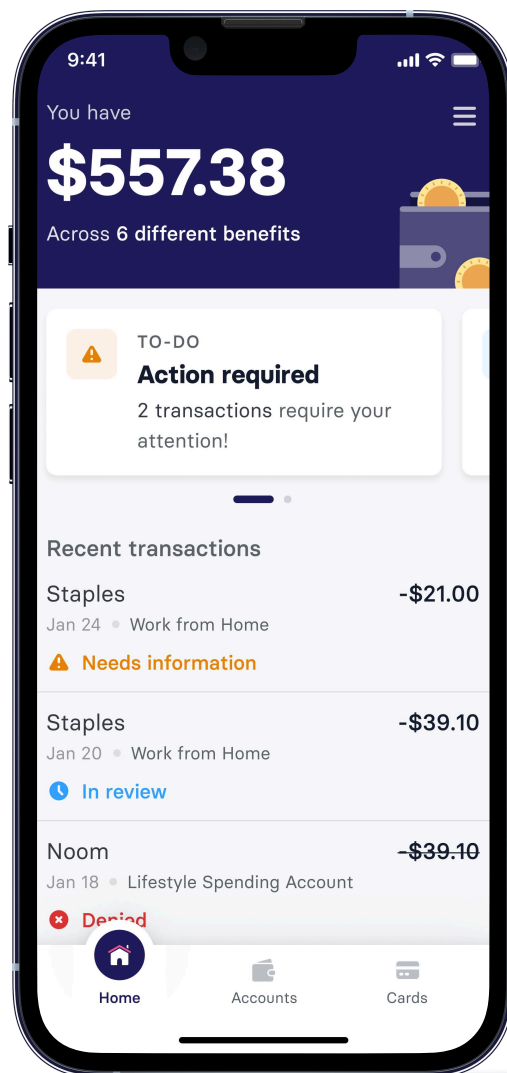 9:41
You have
$557.38
Across 6 different benefits
TO-DO
Action required
2 transactions require your
attention!
Recent transactions
Staples -$21.00
Jan 24 • Work from Home
Needs information
Staples -$39.10
Jan 20 • Work from Home
In review
Noom -$39.10
Jan 18 • Lifestyle Spending Account
Denied
Home Accounts Cards